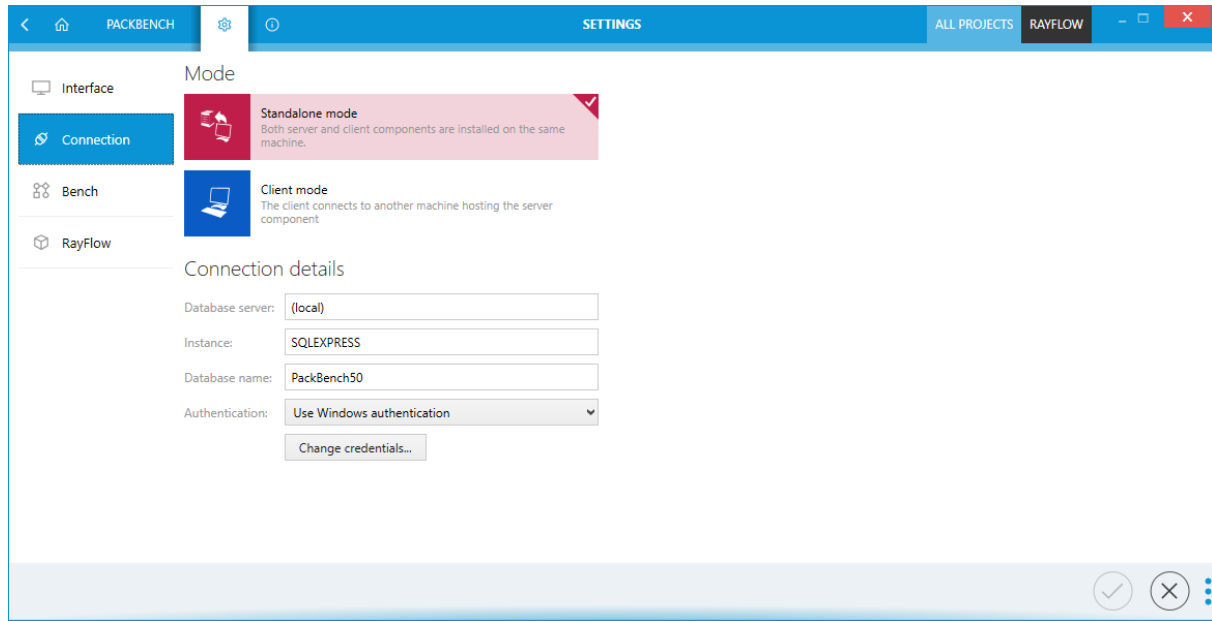 PACKBENCH
SETTINGS
ALL PROJECTS
RAYFLOW
Interface
Connection
Bench
RayFlow
Mode
Standalone mode
Both server and client components are installed on the same
machine.
Client mode
The client connects to another machine hosting the server
component
Connection details
Database server:
(local)
Instance:
SQLEXPRESS
Database name:
PackBench50
Authentication:
Use Windows authentication
Change credentials...